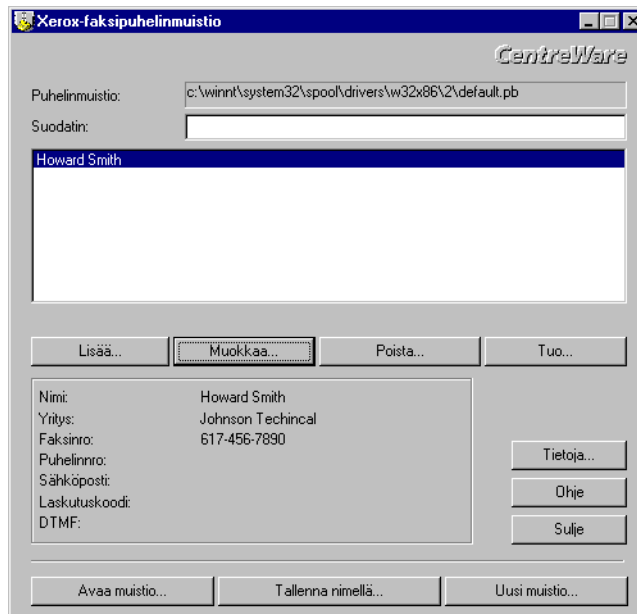 Xerox-faksipuhelinmuistio
CentreWare
Puhelinmuistio: c:\winnt\system32\spool\drivers\w32x86\2\default.pb
Suodatin:
Howard Smith
Lisää... Muokkaa... Poista... Tuo...
Nimi: Howard Smith
Yritys: Johnson Techincal
Faksinro: 617-456-7890
Puhelinnro:
Sähköposti:
Laskutuskoodi:
DTMF:
Tietoja...
Ohje
Sulje
Avaa muistio... Tallenna nimellä... Uusi muistio...